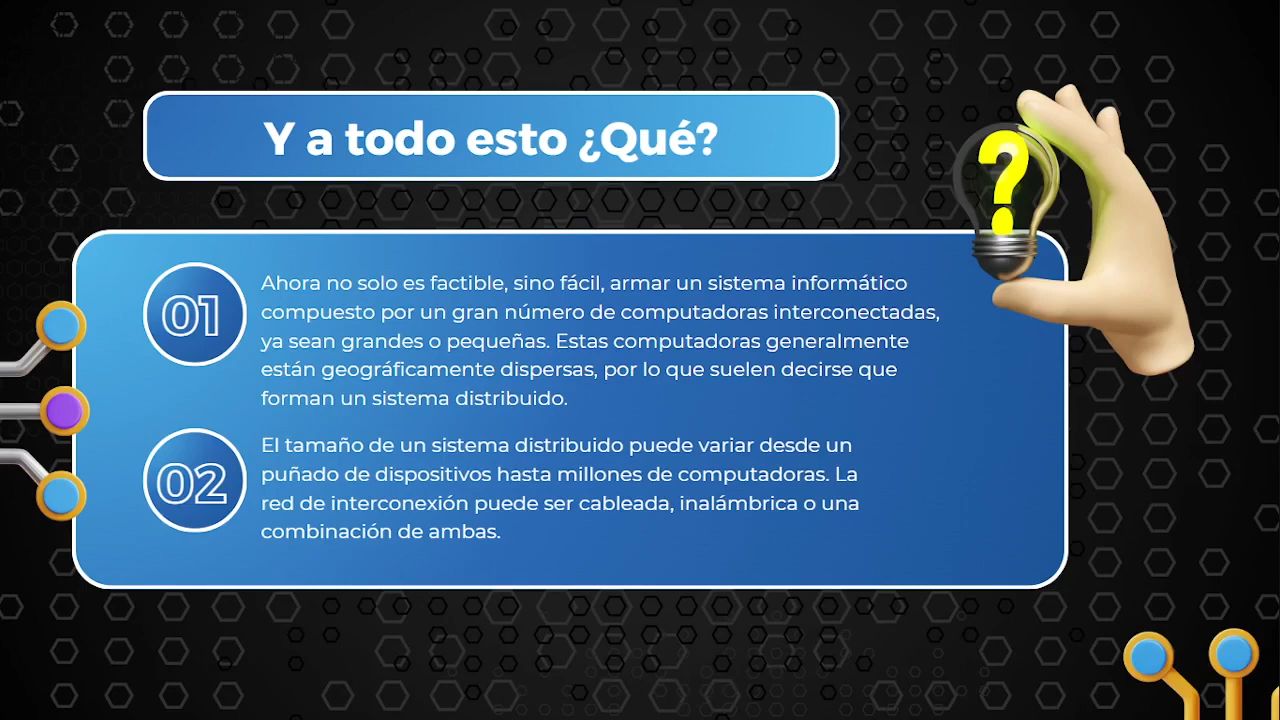 Y a todo esto ¿Qué?
?
01
Ahora no solo es factible, sino fácil, armar un sistema informático
compuesto por un gran número de computadoras interconectadas,
ya sean grandes o pequeñas. Estas computadoras generalmente
están geográficamente dispersas, por lo que suelen decirse que
forman un sistema distribuido.
02
El tamaño de un sistema distribuido puede variar desde un
puñado de dispositivos hasta millones de computadoras. La
red de interconexión puede ser cableada, inalámbrica o una
combinación de ambas.